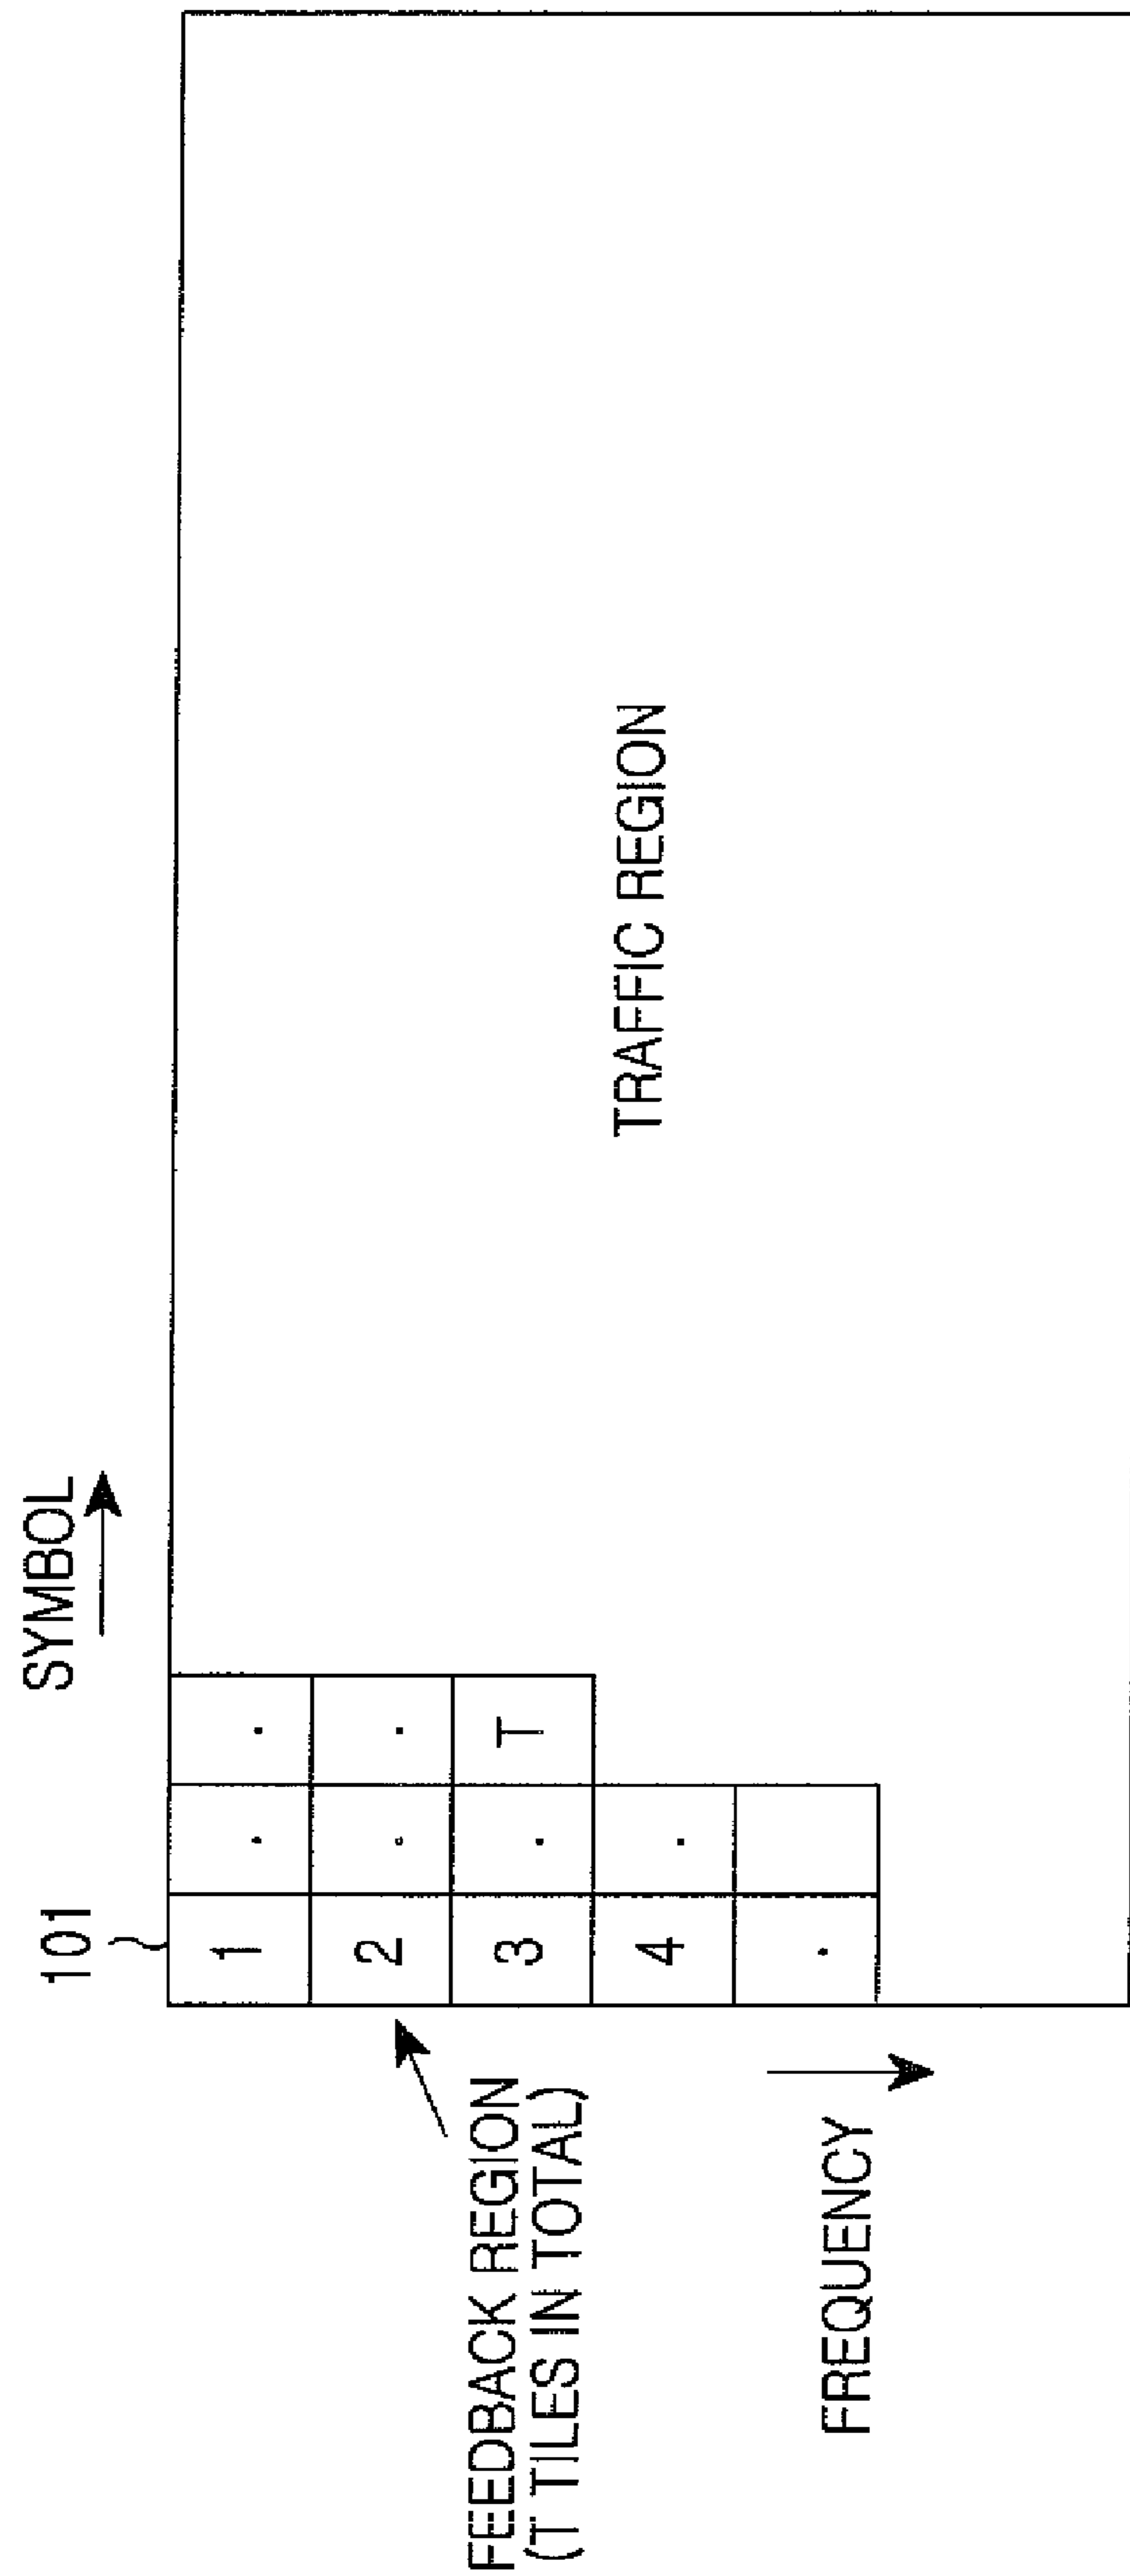 SYMBOL
101
1 . .
2 . .
3 . T
4 .
.
FEEDBACK REGION
(T TILES IN TOTAL)
TRAFFIC REGION
FREQUENCY